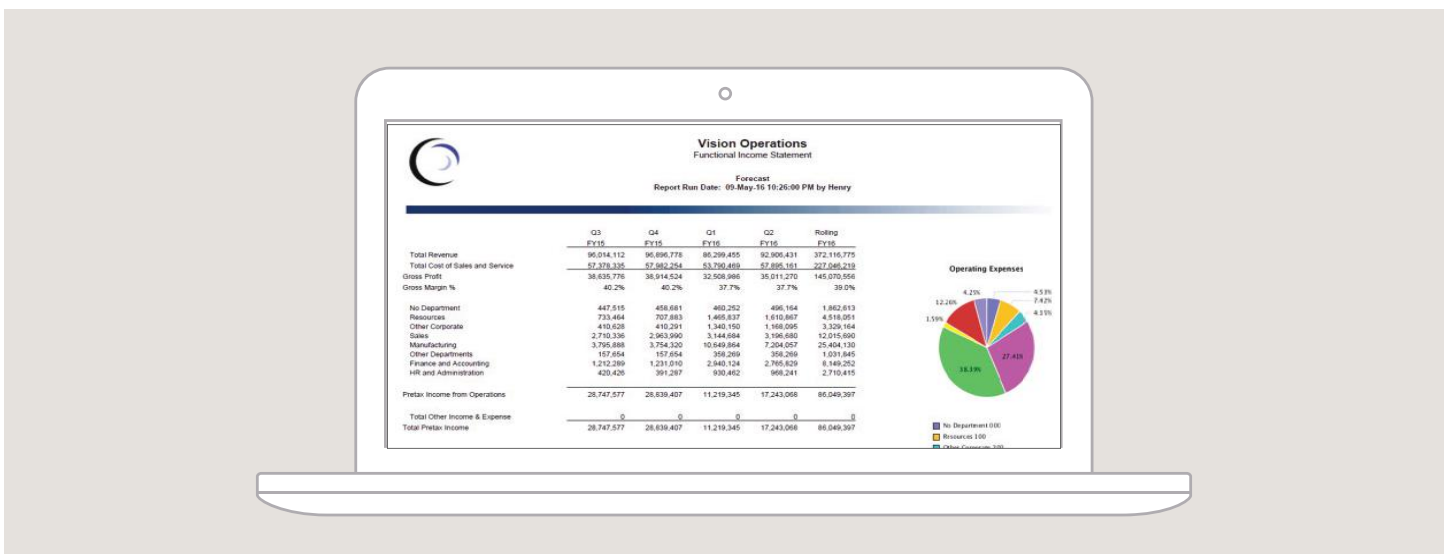 Vision Operations
Functional Income Statement
Forecast
Report Run Date: 09-May-16 10:26:00 PM by Henry
Q3 Q4 Q1 Q2 Rolling
FY15 FY15 FY16 FY16 FY16
Total Revenue 96,014,112 96,896,778 86,299,455 92,906,431 372,116,775
Total Cost of Sales and Service 57,378,335 57,982,254 53,790,469 57,895,161 227,046,219
Gross Profit 38,635,776 38,914,524 32,508,986 35,011,270 145,070,556
Gross Margin % 40.2% 40.2% 37.7% 37.7% 39.0%
No Department 447,515 458,681 460,252 496,164 1,862,613
Resources 733,464 707,883 1,465,837 1,610,867 4,518,051
Other Corporate 410,628 410,291 1,340,150 1,168,095 3,329,164
Sales 2,710,336 2,963,990 3,144,684 3,196,680 12,015,690
Manufacturing 3,795,888 3,754,320 10,649,864 7,204,057 25,404,130
Other Departments 157,654 157,654 358,269 358,269 1,031,845
Finance and Accounting 1,212,289 1,231,010 2,940,124 2,765,829 8,149,252
HR and Administration 420,426 391,287 930,462 968,241 2,710,415
Pretax Income from Operations 28,747,577 28,839,407 11,219,345 17,243,068 86,049,397
Total Other Income & Expense 0 0 0 0 0
Total Pretax Income 28,747,577 28,839,407 11,219,345 17,243,068 86,049,397
Operating Expenses
4.25% 4.53%
12.26% 7.42%
1.59% 4.35%
27.41%
38.39%
No Department 000
Resources 100